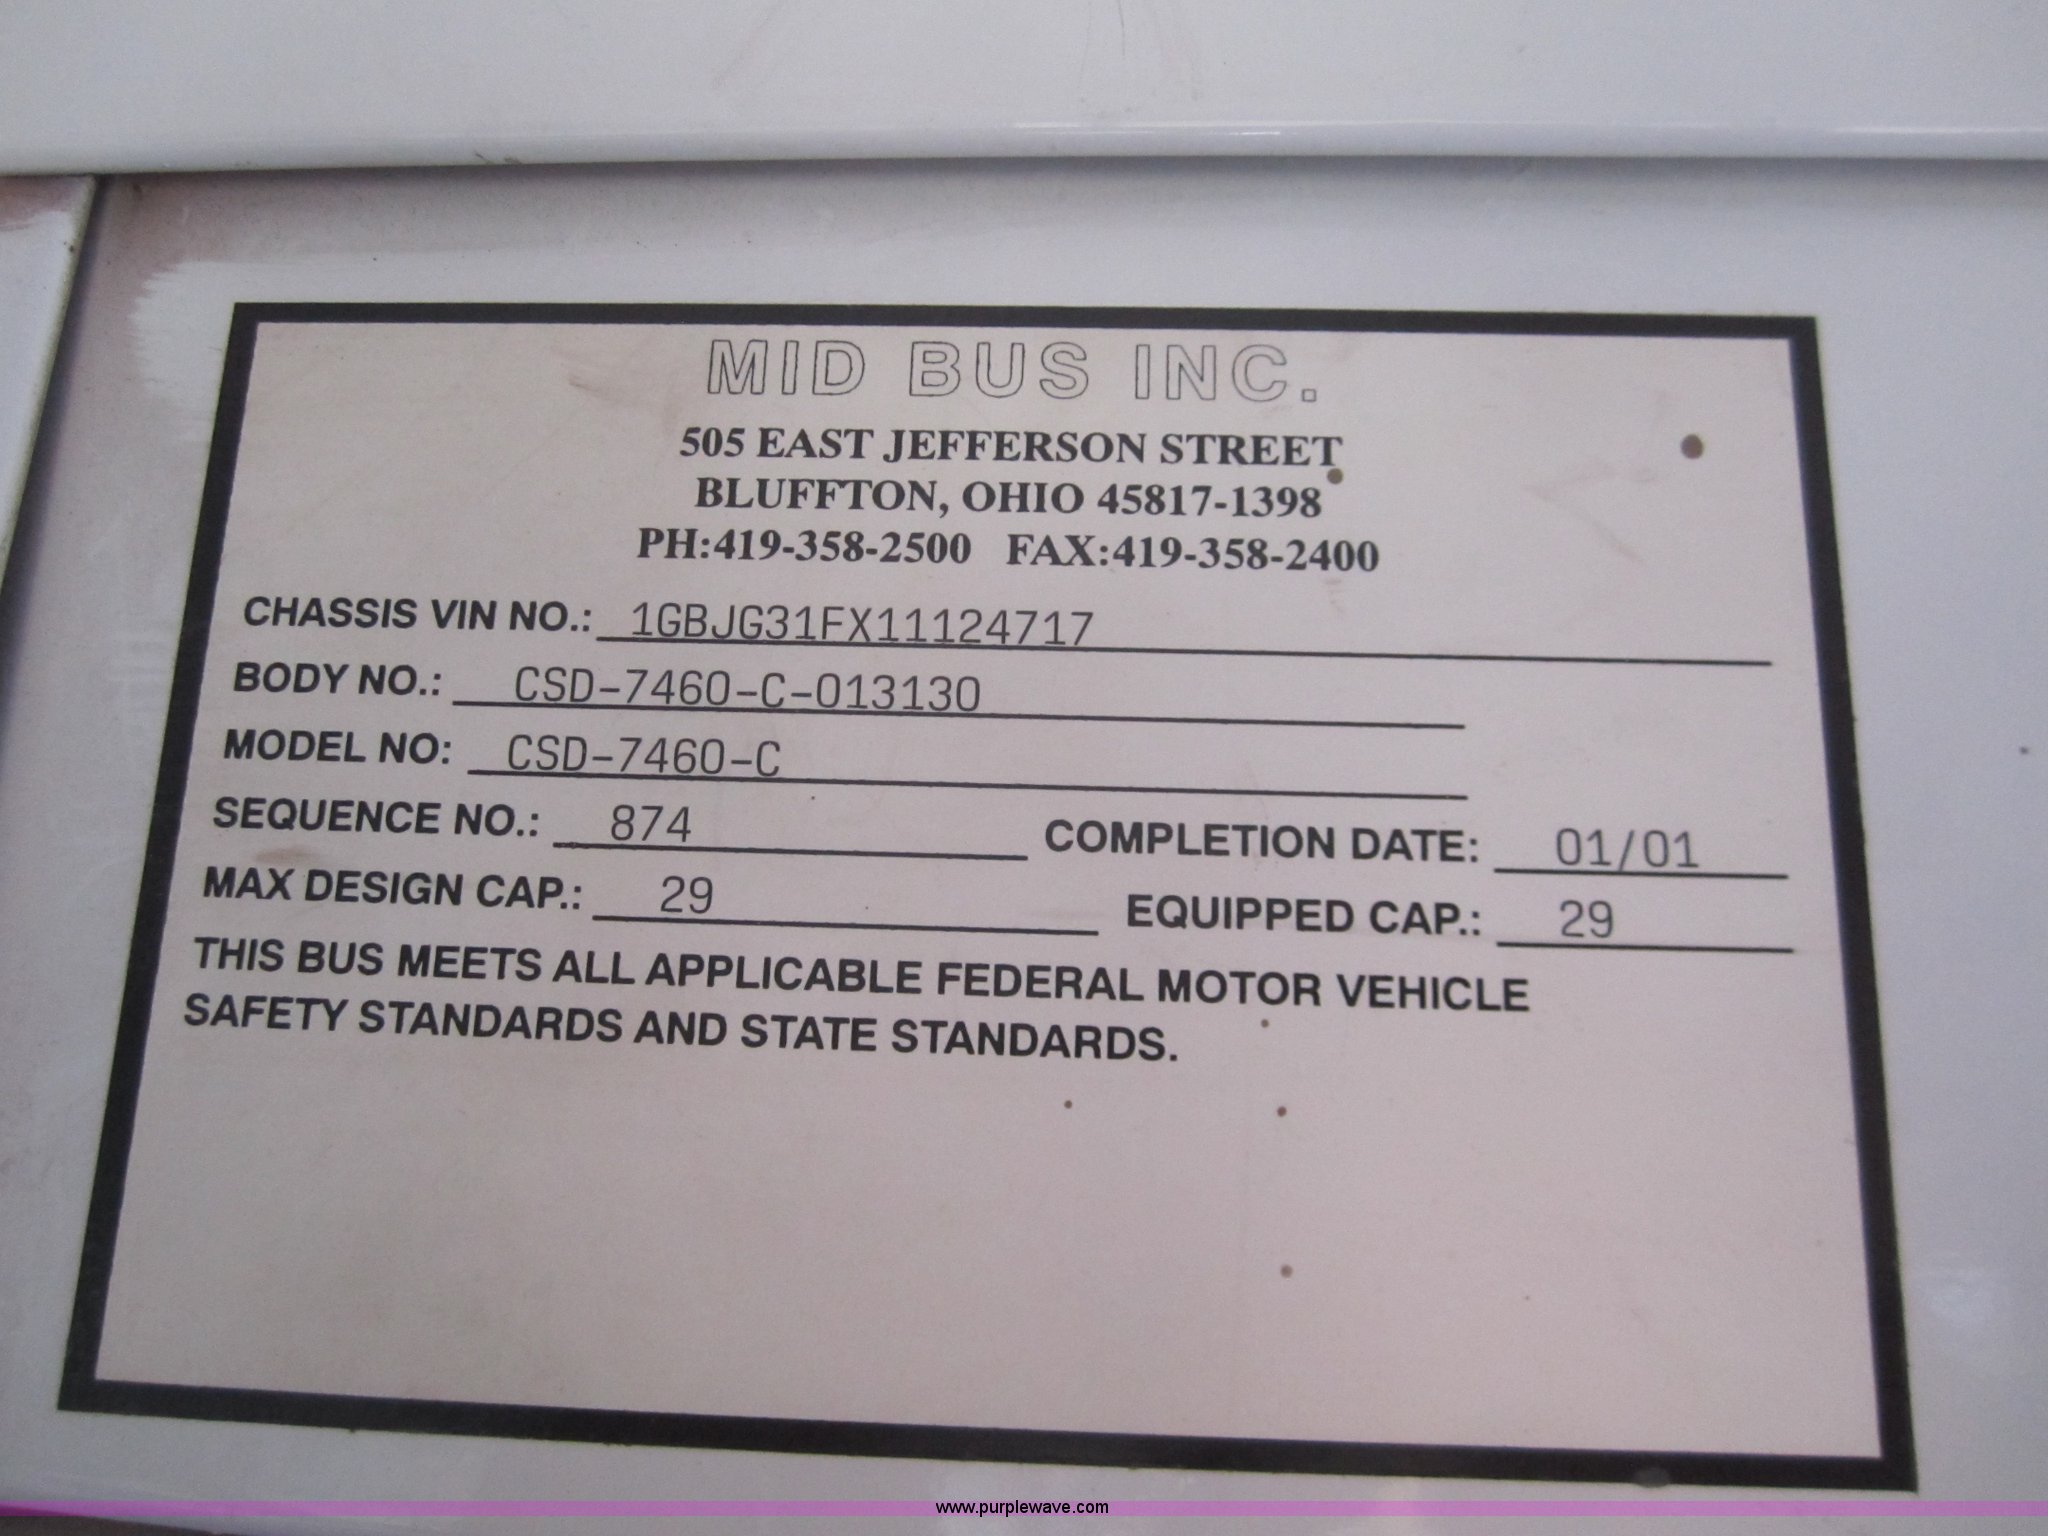 MID BUS INC.
505 EAST JEFFERSON STREET
BLUFFTON, OHIO 45817-1398
PH:419-358-2500 FAX:419-358-2400
CHASSIS VIN NO.: 1GBJG31FX11124717
BODY NO.: CSD-7460-C-013130
MODEL NO: CSD-7460-C
SEQUENCE NO.: 874 COMPLETION DATE: 01/01
MAX DESIGN CAP.: 29 EQUIPPED CAP.: 29
THIS BUS MEETS ALL APPLICABLE FEDERAL MOTOR VEHICLE
SAFETY STANDARDS AND STATE STANDARDS.
www.purplewave.com